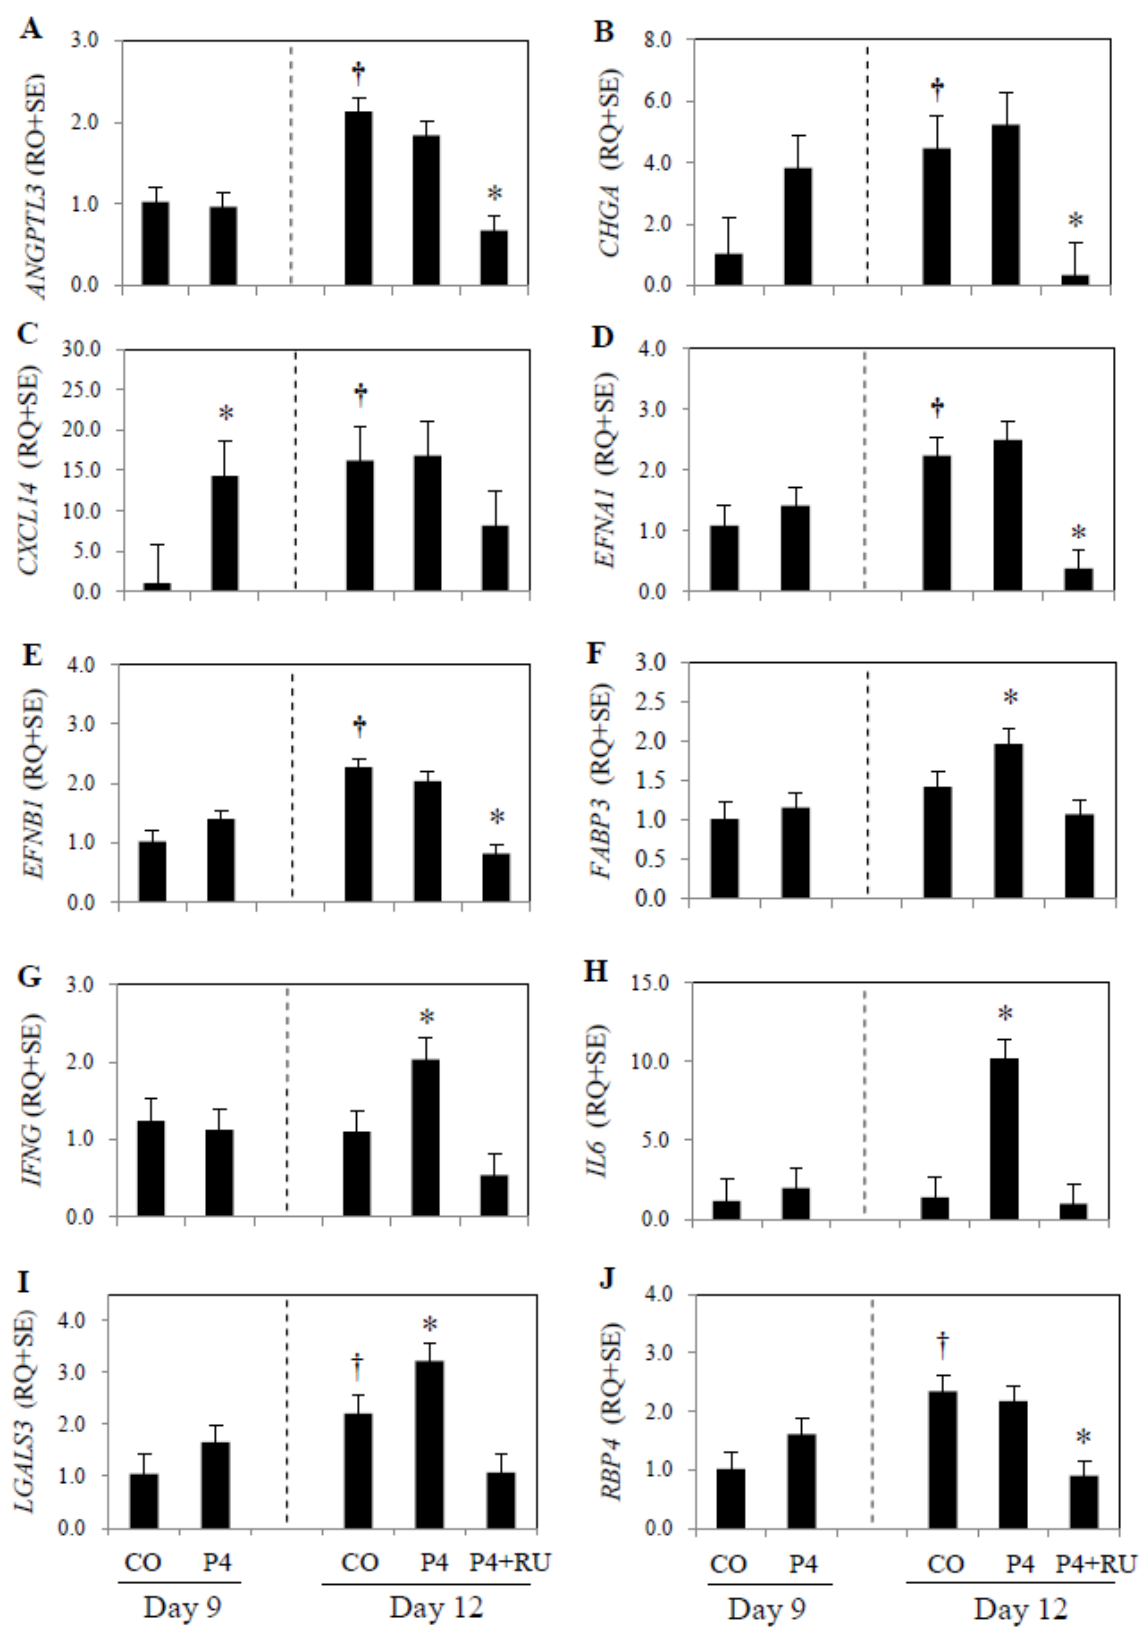 A
ANGPTL3 (RQ+SE)
3.0
2.0
1.0
0.0
†
*
B
CHGA (RQ+SE)
8.0
6.0
4.0
2.0
0.0
†
*
C
CXCL14 (RQ+SE)
30.0
25.0
20.0
15.0
10.0
5.0
0.0
*
†
D
EFNA1 (RQ+SE)
4.0
3.0
2.0
1.0
0.0
†
*
E
EFNB1 (RQ+SE)
4.0
3.0
2.0
1.0
0.0
†
*
F
FABP3 (RQ+SE)
3.0
2.5
2.0
1.5
1.0
0.5
0.0
*
G
IFNG (RQ+SE)
3.0
2.0
1.0
0.0
*
H
IL6 (RQ+SE)
15.0
10.0
5.0
0.0
*
I
LGALS3 (RQ+SE)
4.0
3.0
2.0
1.0
0.0
†
*
CO P4 CO P4 P4+RU
Day 9 Day 12
J
RBP4 (RQ+SE)
4.0
3.0
2.0
1.0
0.0
†
*
CO P4 CO P4 P4+RU
Day 9 Day 12